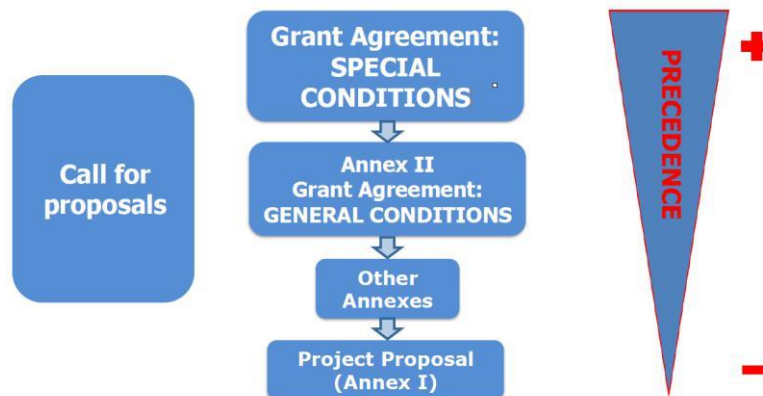 Call for
proposals
Grant Agreement:
SPECIAL
CONDITIONS
Annex II
Grant Agreement:
GENERAL CONDITIONS
Other
Annexes
Project Proposal
(Annex I)
PRECEDENCE
+
-